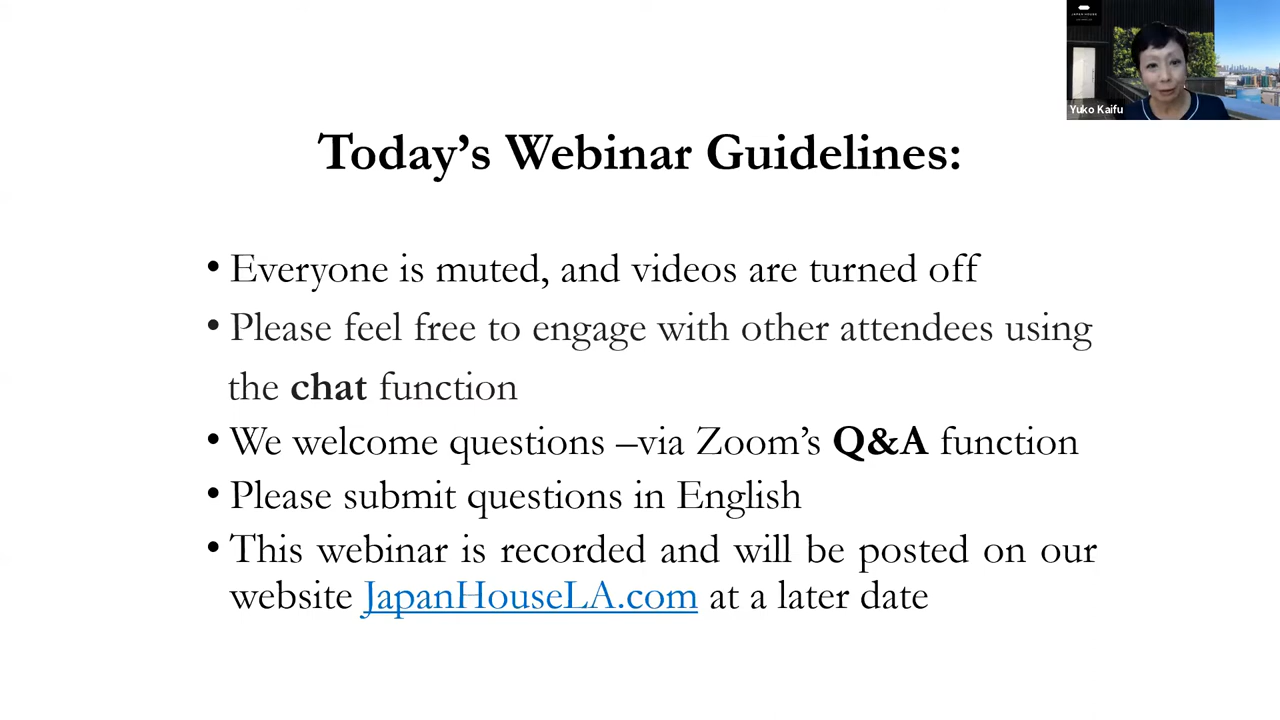 JAPAN HOUSE
Yuko Kaifu
Today’s Webinar Guidelines:
• Everyone is muted, and videos are turned off
• Please feel free to engage with other attendees using
the chat function
• We welcome questions –via Zoom’s Q&A function
• Please submit questions in English
• This webinar is recorded and will be posted on our
website JapanHouseLA.com at a later date